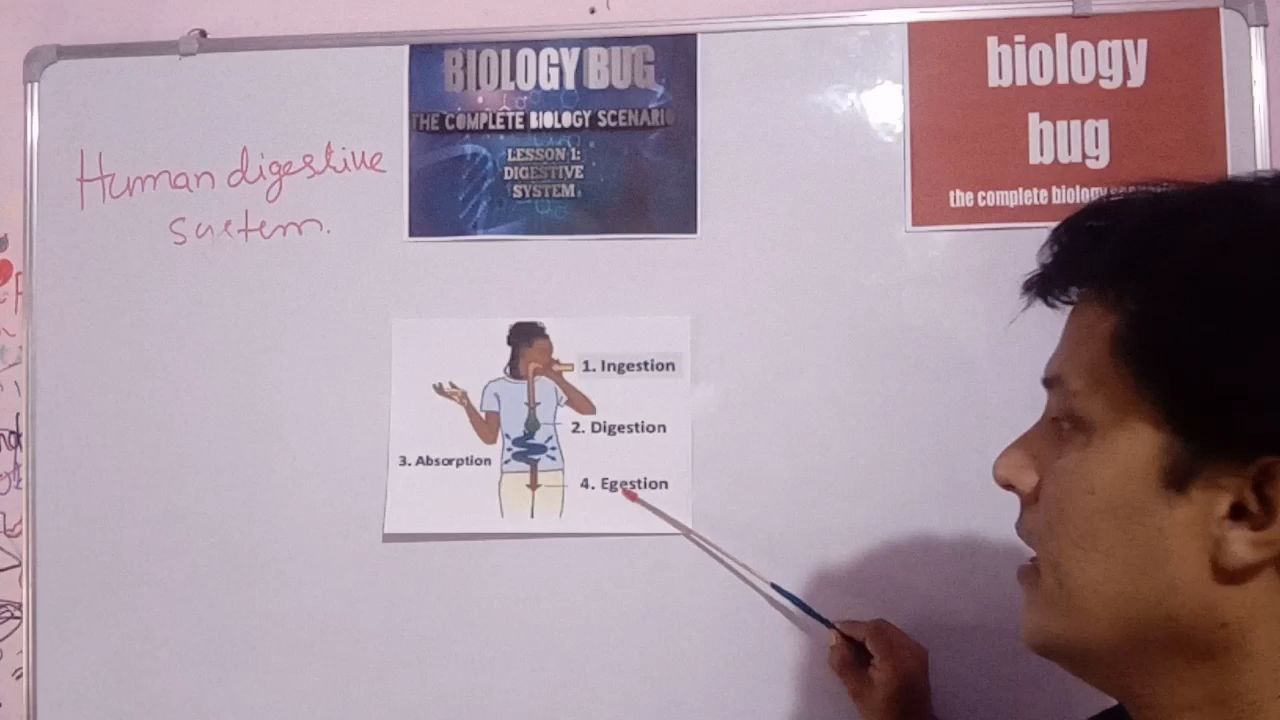 Human digestive
system.
BIOLOGY BUG
THE COMPLETE BIOLOGY SCENARIO
LESSON 1:
DIGESTIVE
SYSTEM
biology
bug
the complete biology
1. Ingestion
2. Digestion
3. Absorption
4. Egestion